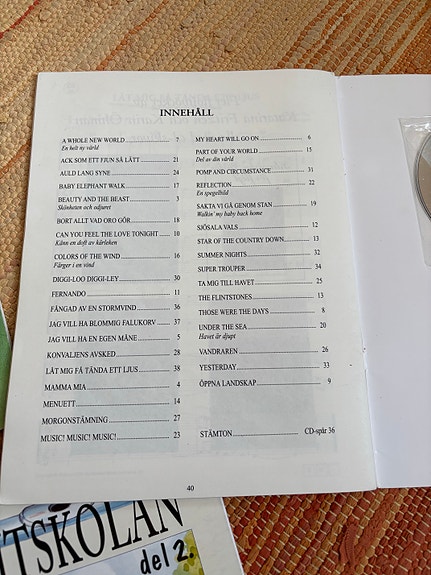 INNEHÅLL
A WHOLE NEW WORLD 7
En helt ny värld
ACK SOM ETT FJUN SÅ LÄTT 21
AULD LANG SYNE 24
BABY ELEPHANT WALK 17
BEAUTY AND THE BEAST 3
Skönheten och odjuret
BORT ALLT VAD ORO GÖR 18
CAN YOU FEEL THE LOVE TONIGHT 10
Känn en doft av kärleken
COLORS OF THE WIND 16
Färger i en vind
DIGGI-LOO DIGGI-LEY 30
FERNANDO 11
FÅNGAD AV EN STORMVIND 36
JAG VILL HA BLOMMIG FALUKORV 37
JAG VILL HA EN EGEN MÅNE 5
KONVALJENS AVSKED 28
LÅT MIG FÅ TÄNDA ETT LJUS 38
MAMMA MIA 4
MENUETT 14
MORGONSTÄMNING 27
MUSIC! MUSIC! MUSIC! 23
MY HEART WILL GO ON 6
PART OF YOUR WORLD 15
Del av din värld
POMP AND CIRCUMSTANCE 31
REFLECTION 22
En spegelbild
SAKTA VI GÅ GENOM STAN 19
Walkin' my baby back home
SJÖSALA VALS 12
STAR OF THE COUNTY DOWN 13
SUMMER NIGHTS 32
SUPER TROUPER 34
TA MIG TILL HAVET 25
THE FLINTSTONES 13
THOSE WERE THE DAYS 8
UNDER THE SEA 20
Havet är djupt
VANDRAREN 26
YESTERDAY 33
ÖPPNA LANDSKAP 9
STÄMTON CD-spår 36
40
TSKOLAN
del 2.